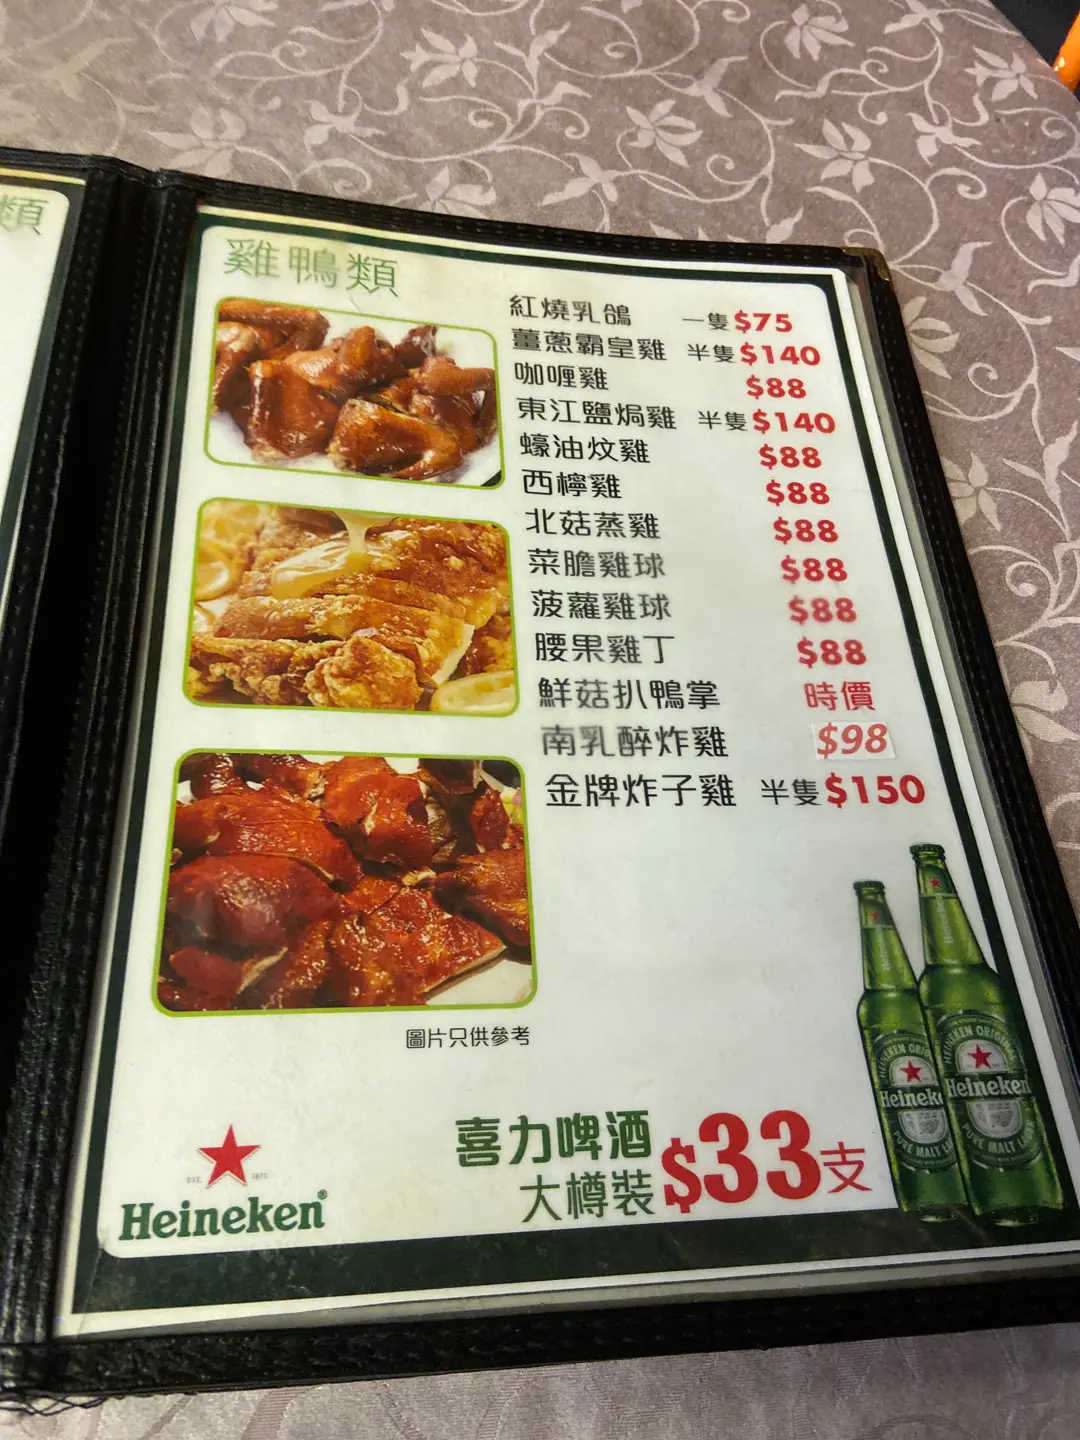 類
雞鴨類
紅燒乳鴿 一隻$75
薑蔥霸皇雞 半隻$140
咖喱雞 $88
東江鹽焗雞 半隻$140
蠔油炆雞 $88
西檸雞 $88
北菇蒸雞 $88
菜膽雞球 $88
菠蘿雞球 $88
腰果雞丁 $88
鮮菇扒鴨掌 時價
南乳醉炸雞 $98
金牌炸子雞 半隻$150
圖片只供參考
喜力啤酒
大樽裝 $33支
Heineken®
HEINEKEN ORIGINAL
Heineken
PURE MALT LAGER